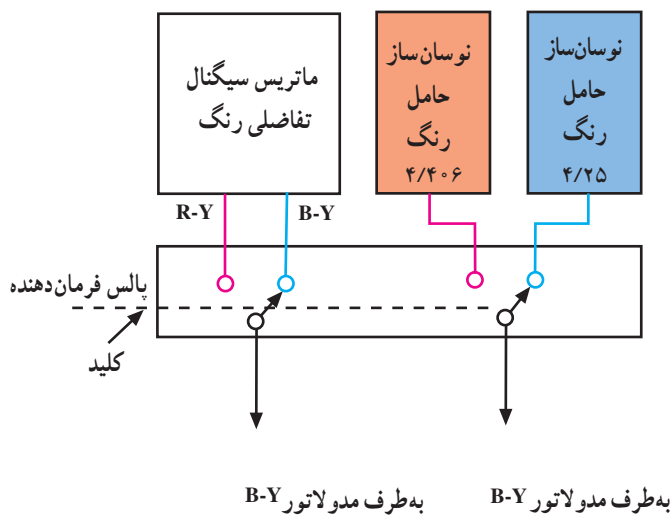 نوسان‌ساز
حامل
رنگ
۴/۲۵
نوسان‌ساز
حامل
رنگ
۴/۴۰۶
ماتریس سیگنال
تفاضلی رنگ
R-Y
B-Y
پالس فرمان‌دهنده
کلید
به‌طرف مدولاتور B-Y
به‌طرف مدولاتور B-Y